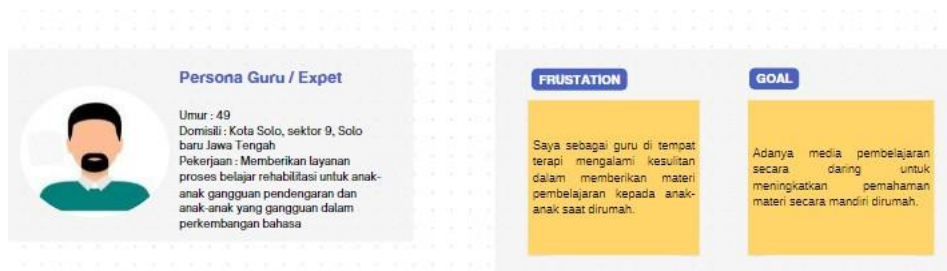 Persona Guru / Expet
Umur : 49
Domisili : Kota Solo, sektor 9, Solo
baru Jawa Tengah
Pekerjaan : Memberikan layanan
proses belajar rehabilitasi untuk anak-
anak gangguan pendengaran dan
anak-anak yang gangguan dalam
perkembangan bahasa
FRUSTATION
Saya sebagai guru di tempat
terapi mengalami kesulitan
dalam memberikan materi
pembelajaran kepada anak-
anak saat dirumah.
GOAL
Adanya media pembelajaran
secara daring untuk
meningkatkan pemahaman
materi secara mandiri dirumah.